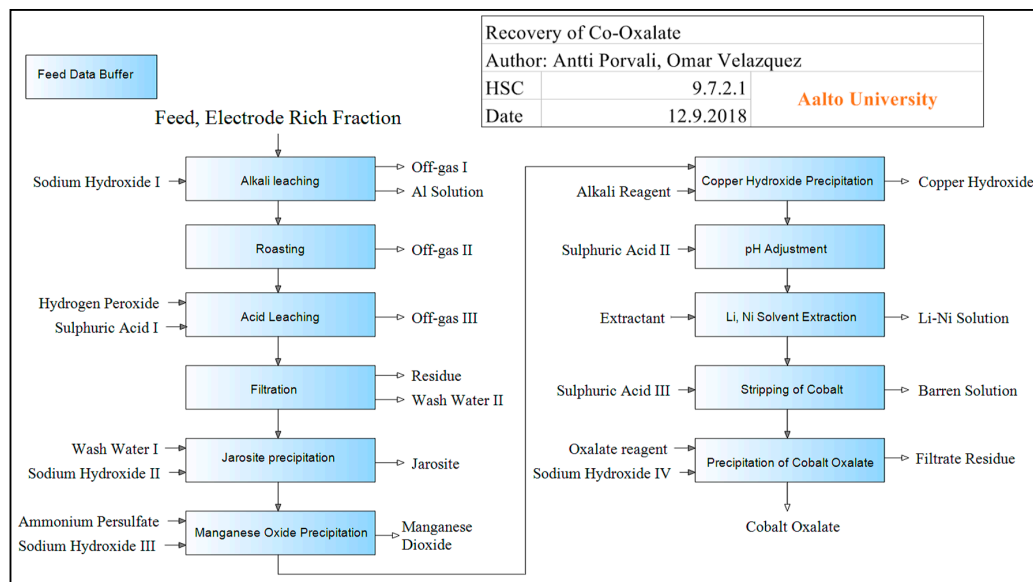 Recovery of Co-Oxalate
Author: Antti Porvali, Omar Velazquez
HSC 9.7.2.1
Date 12.9.2018
Aalto University
Feed Data Buffer
Feed, Electrode Rich Fraction
Sodium Hydroxide I
Alkali leaching
Off-gas I
Al Solution
Roasting
Off-gas II
Hydrogen Peroxide
Sulphuric Acid I
Acid Leaching
Off-gas III
Filtration
Residue
Wash Water II
Wash Water I
Sodium Hydroxide II
Jarosite precipitation
Jarosite
Ammonium Persulfate
Sodium Hydroxide III
Manganese Oxide Precipitation
Manganese
Dioxide
Alkali Reagent
Copper Hydroxide Precipitation
Copper Hydroxide
Sulphuric Acid II
pH Adjustment
Extractant
Li, Ni Solvent Extraction
Li-Ni Solution
Sulphuric Acid III
Stripping of Cobalt
Barren Solution
Oxalate reagent
Sodium Hydroxide IV
Precipitation of Cobalt Oxalate
Filtrate Residue
Cobalt Oxalate